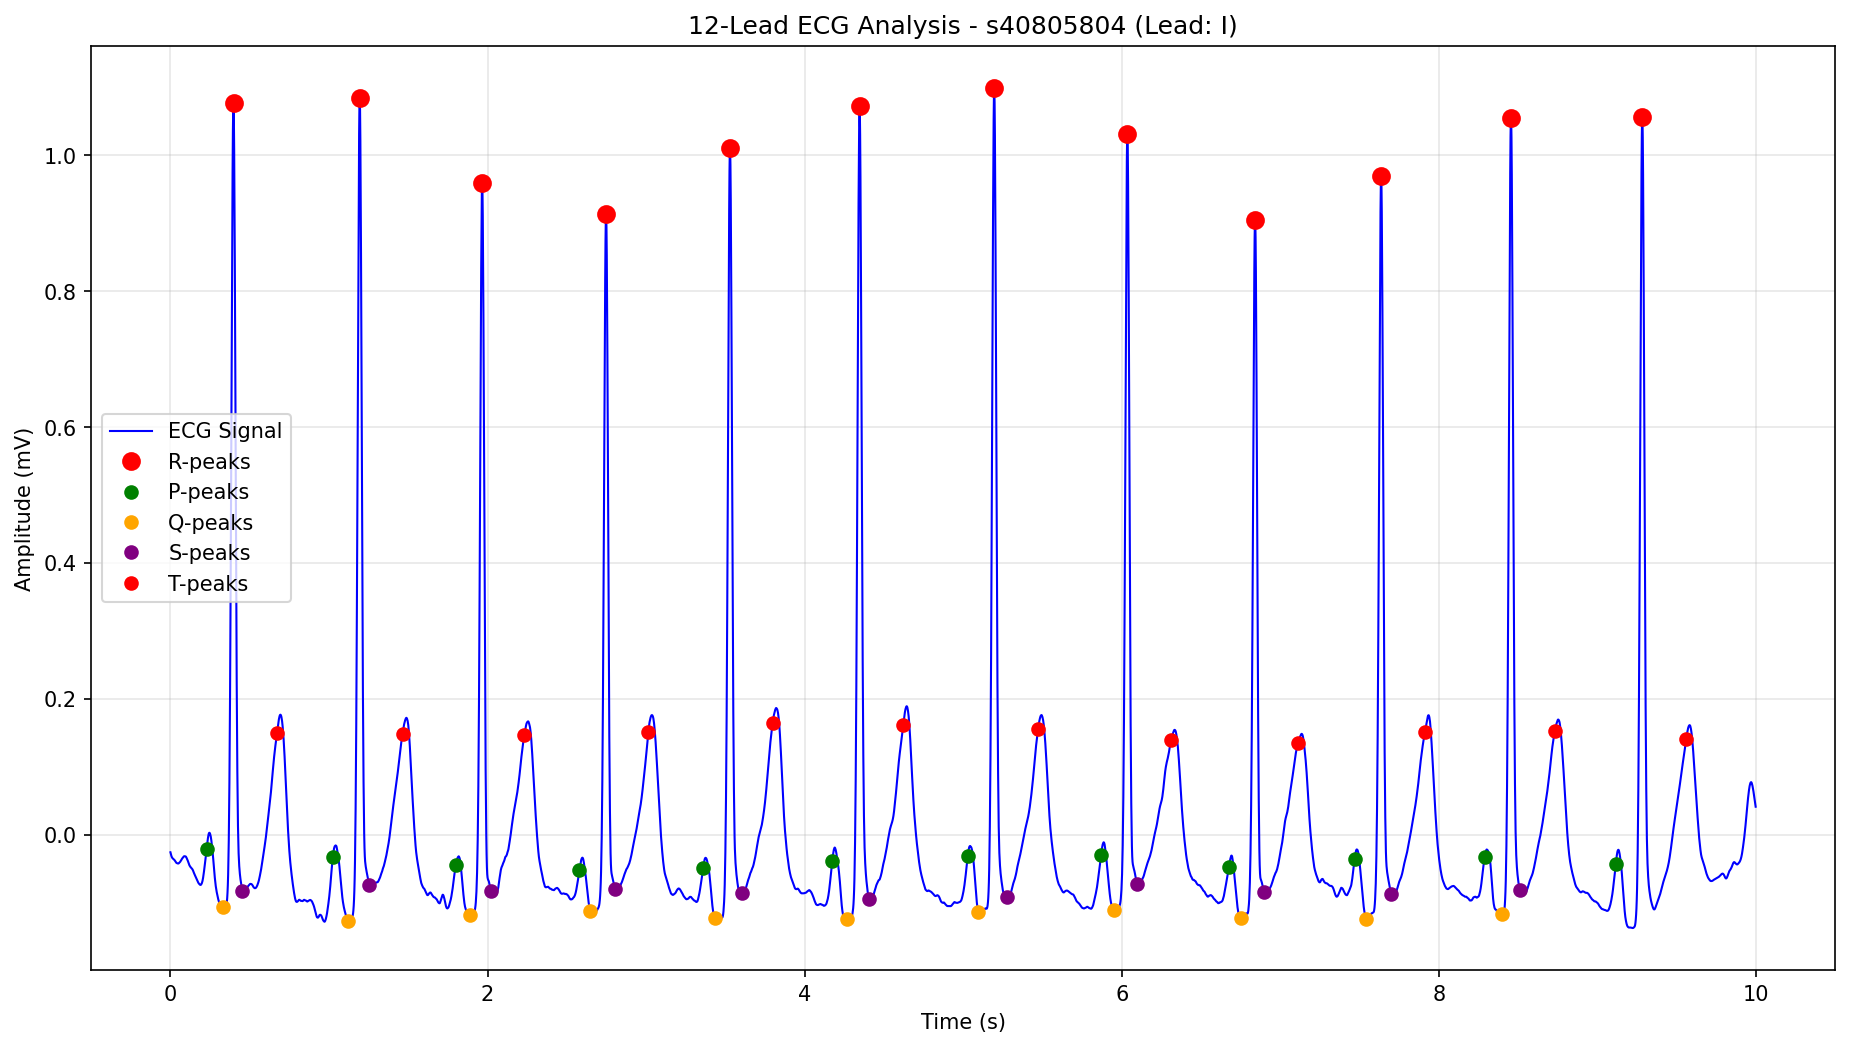 12-Lead ECG Analysis - s40805804 (Lead: I)
1.0
0.8
0.6
0.4
0.2
0.0
Amplitude (mV)
ECG Signal
R-peaks
P-peaks
Q-peaks
S-peaks
T-peaks
0 2 4 6 8 10
Time (s)